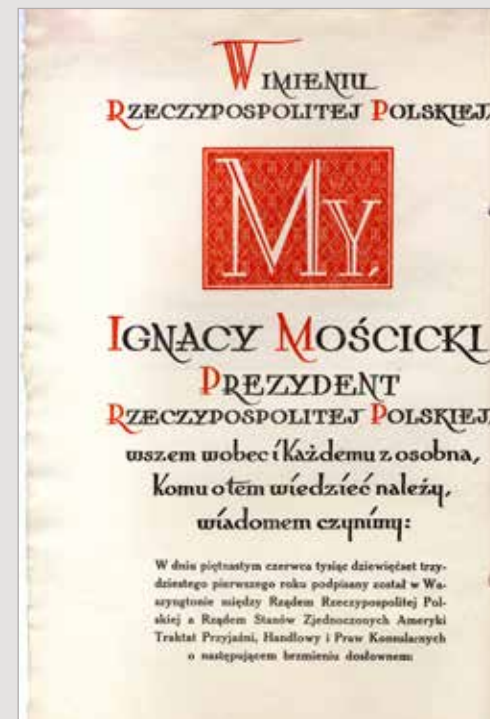 W IMIENIU
RZECZYPOSPOLITEJ POLSKIEJ
MY,
IGNACY MOŚCICKI
PREZYDENT
RZECZYPOSPOLITEJ POLSKIEJ
wszem wobec i Każdemu z osobna,
Komu o tem wiedzieć należy,
wiadomem czynimy:
W dniu piętnastym czerwca tysiąc dziewięćset trzy-
dziestego pierwszego roku podpisany został w Wa-
szyngtonie między Rządem Rzeczypospolitej Pol-
skiej a Rządem Stanów Zjednoczonych Ameryki
Traktat Przyjaźni, Handlowy i Praw Konsularnych
o następującem brzmieniu dosłownem: